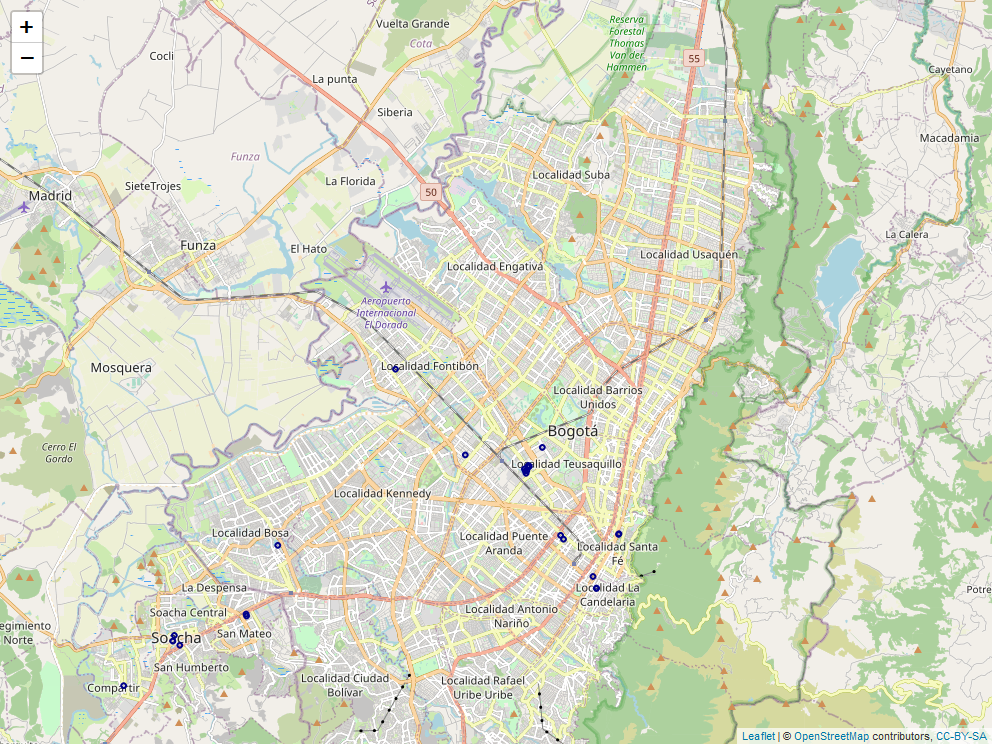 +
−
Vuelta Grande
Cota
Cocli
La punta
Siberia
Reserva
Forestal
Thomas
Van der
Hammen
55
Cayetano
Macadamia
Funza
SieteTrojes
La Florida
50
Localidad Suba
Madrid
Funza
El Hato
La Calera
Localidad Usaquén
Localidad Engativá
Aeropuerto
Internacional
El Dorado
Mosquera
Localidad Fontibón
Localidad Barrios
Unidos
Bogotá
Cerro El
Gordo
Localidad Teusaquillo
Localidad Kennedy
Localidad Bosa
Localidad Puente
Aranda
Localidad Santa
Fé
La Despensa
Localidad La
Candelaria
Potre
Soacha Central
Localidad Antonio
Nariño
egimiento
Norte
Soacha
San Mateo
San Humberto
Compartir
Localidad Ciudad
Bolívar
Localidad Rafael
Uribe Uribe
Leaflet | © OpenStreetMap contributors, CC-BY-SA